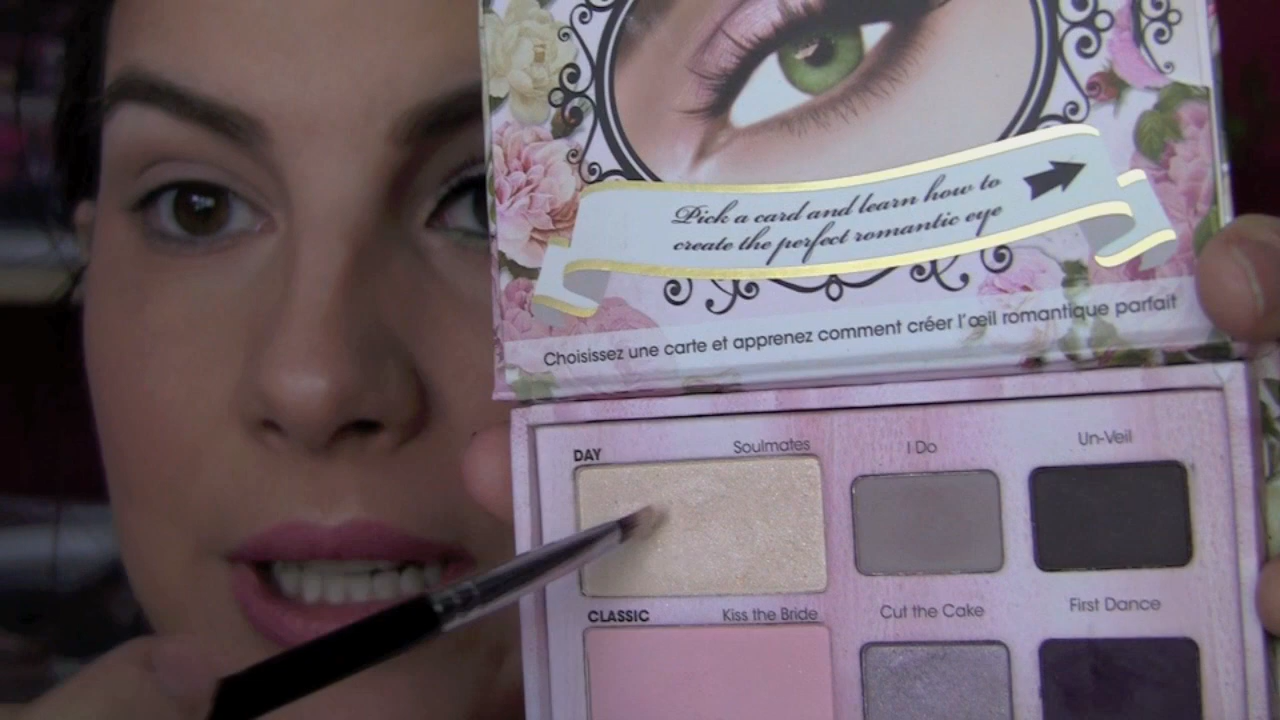 Pick a card and learn how to
create the perfect romantic eye
Choisissez une carte et apprenez comment créer l'œil romantique parfait
DAY Soulmates I Do Un-Veil
CLASSIC Kiss the Bride Cut the Cake First Dance